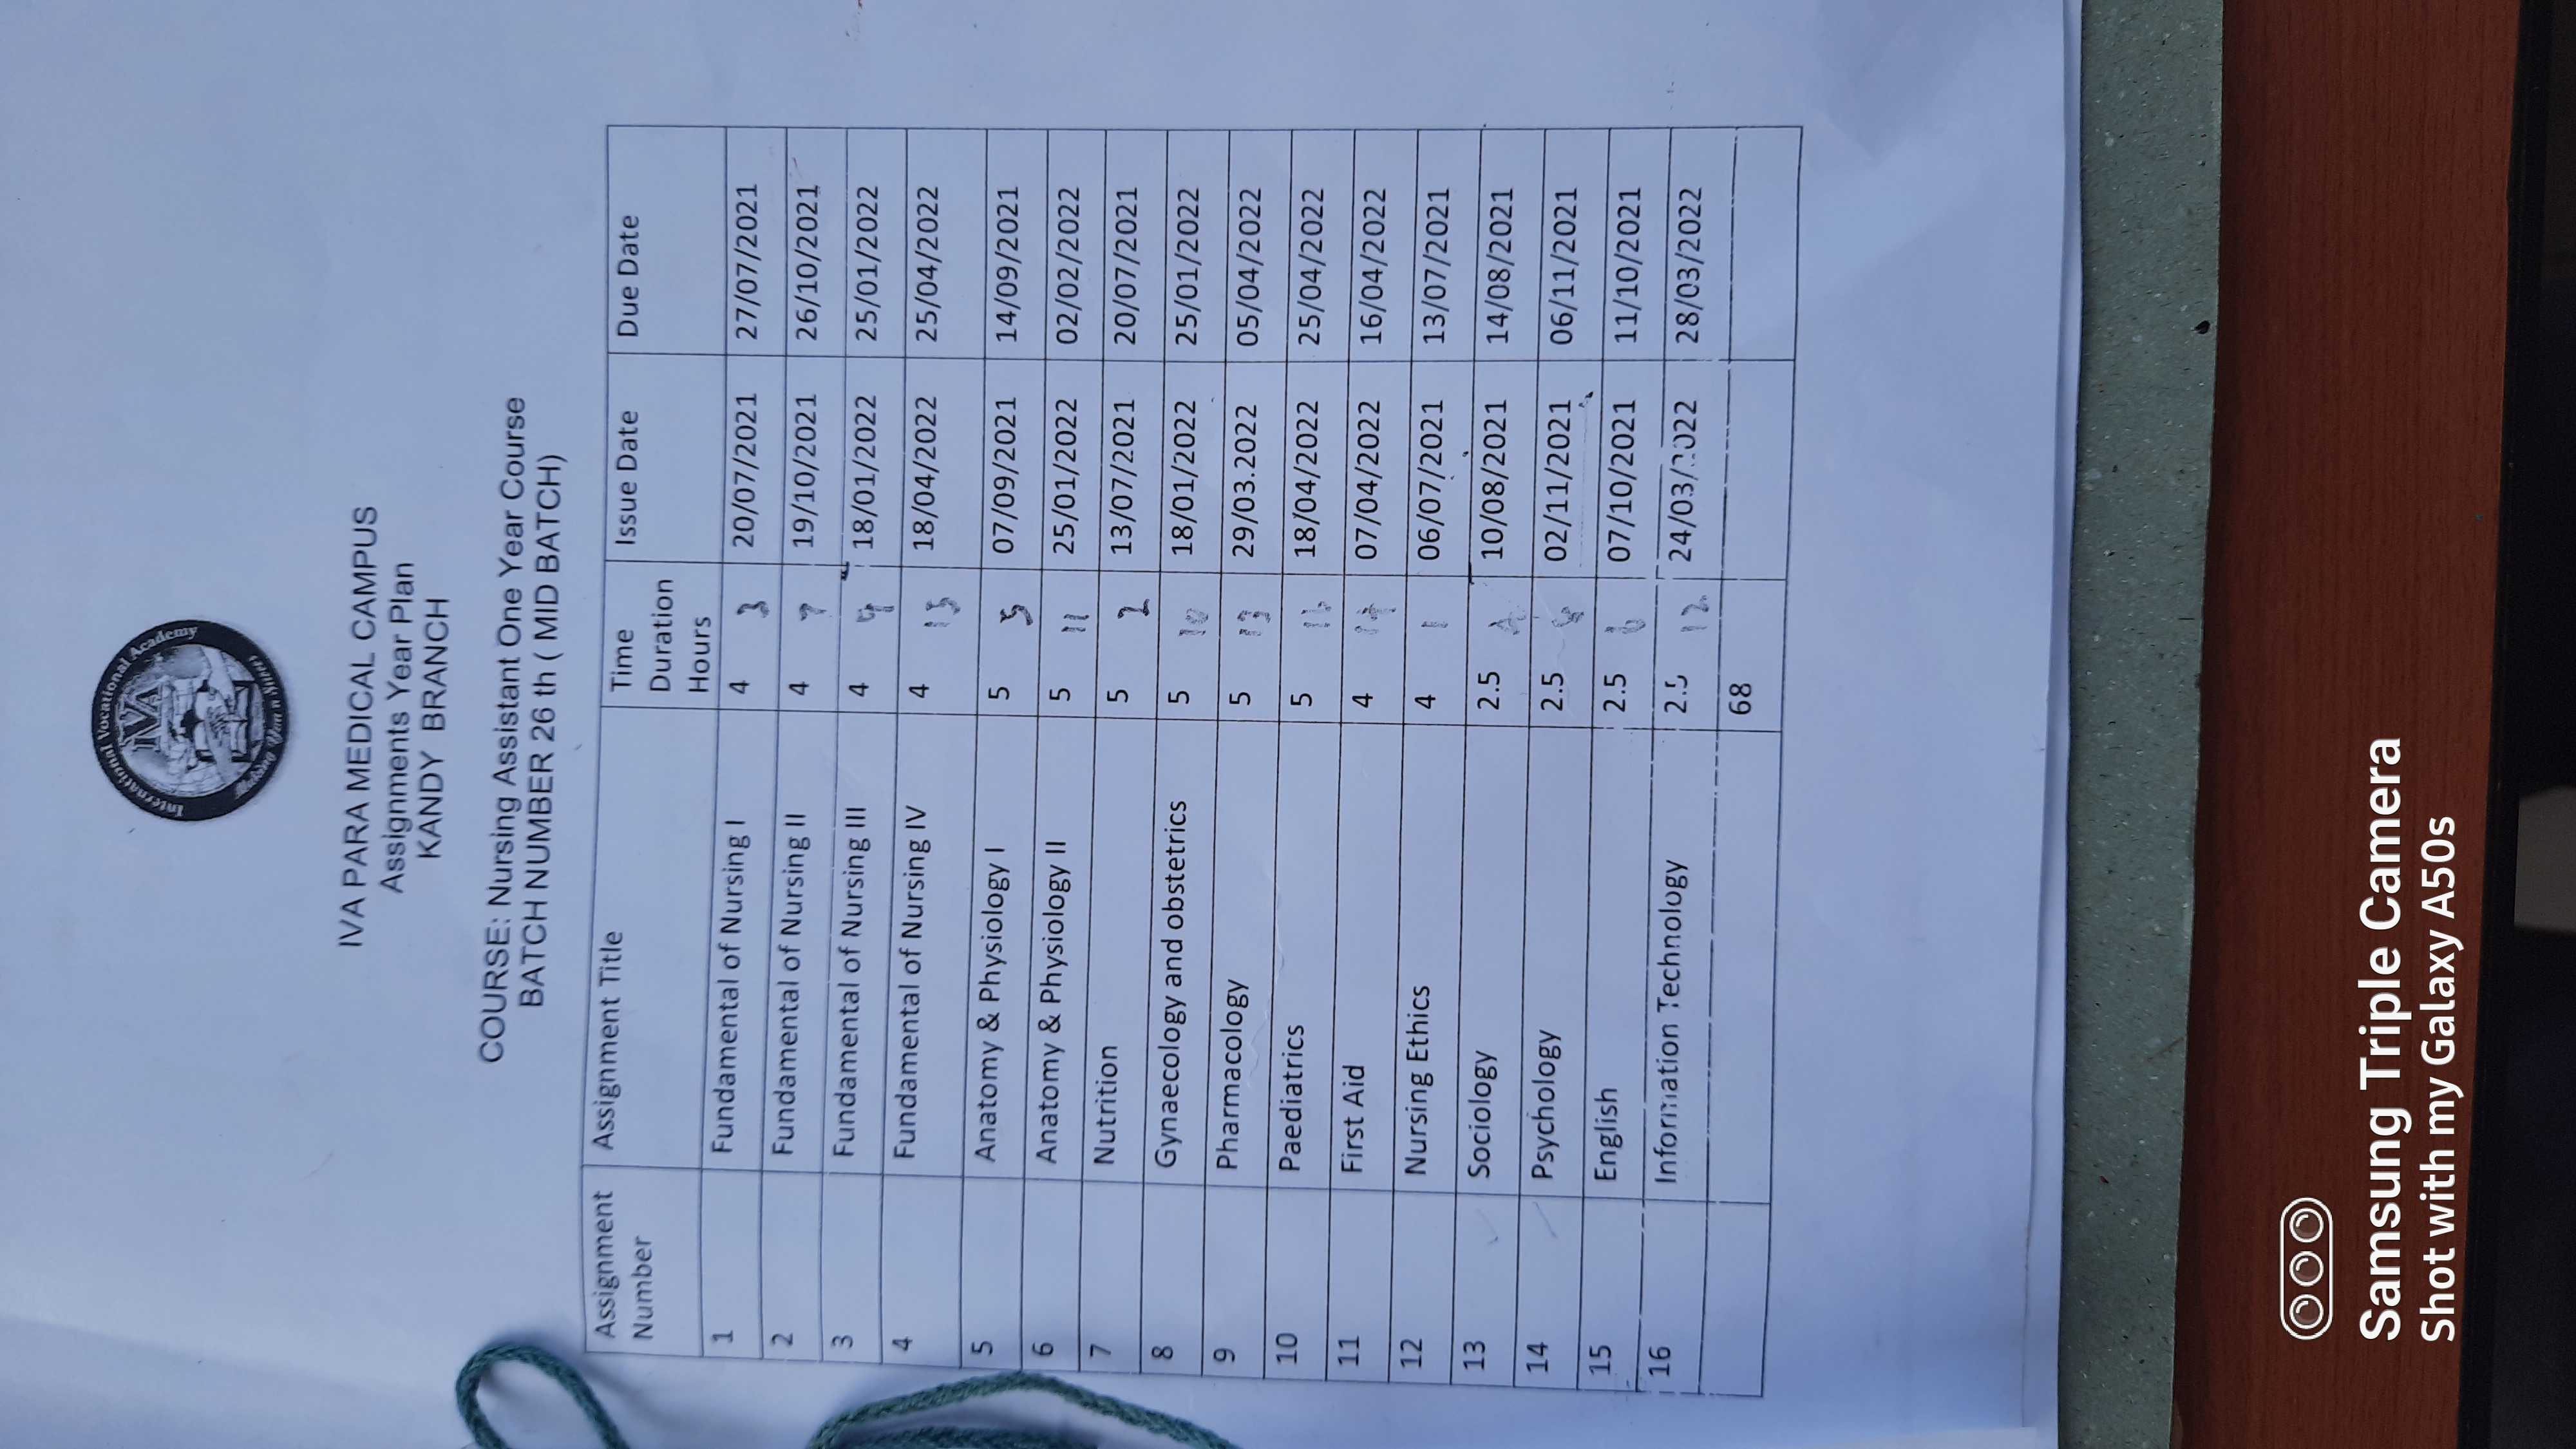 International Vocational Academy
IVA
IVA PARA MEDICAL CAMPUS
Assignments Year Plan
KANDY BRANCH
COURSE: Nursing Assistant One Year Course
BATCH NUMBER 26 th ( MID BATCH)
Assignment Number Assignment Title Time Duration Hours Issue Date Due Date
1 Fundamental of Nursing I 4 3 20/07/2021 27/07/2021
2 Fundamental of Nursing II 4 7 19/10/2021 26/10/2021
3 Fundamental of Nursing III 4 18/01/2022 25/01/2022
4 Fundamental of Nursing IV 4 15 18/04/2022 25/04/2022
5 Anatomy & Physiology I 5 5 07/09/2021 14/09/2021
6 Anatomy & Physiology II 5 11 25/01/2022 02/02/2022
7 Nutrition 5 2 13/07/2021 20/07/2021
8 Gynaecology and obstetrics 5 10 18/01/2022 25/01/2022
9 Pharmacology 5 13 29/03.2022 05/04/2022
10 Paediatrics 5 18/04/2022 25/04/2022
11 First Aid 4 14 07/04/2022 16/04/2022
12 Nursing Ethics 4 1 06/07/2021 13/07/2021
13 Sociology 2.5 10/08/2021 14/08/2021
14 Psychology 2.5 02/11/2021 06/11/2021
15 English 2.5 6 07/10/2021 11/10/2021
16 Information Technology 2.5 12 24/03/2022 28/03/2022
68
Samsung Triple Camera
Shot with my Galaxy A50s